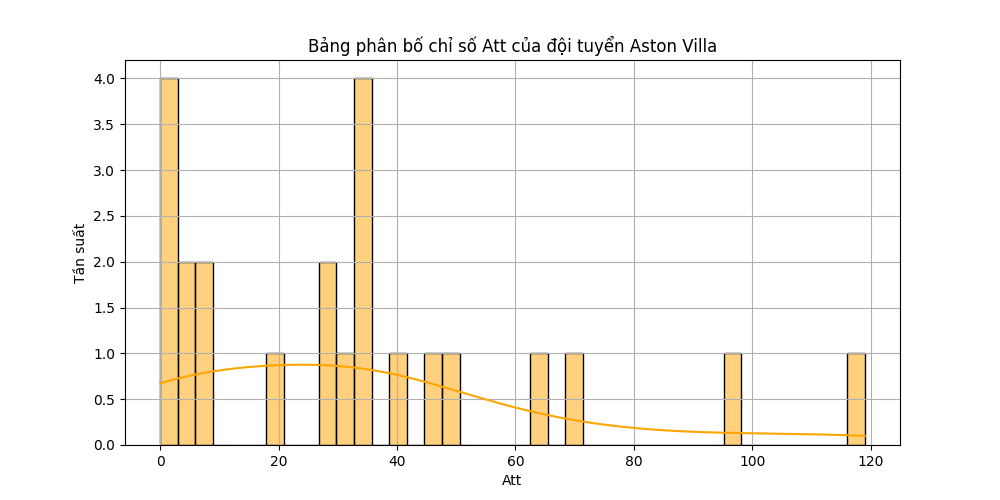 Bảng phân bố chỉ số Att của đội tuyển Aston Villa
4.0
3.5
3.0
2.5
2.0
1.5
1.0
0.5
0.0
Tần suất
0 20 40 60 80 100 120
Att